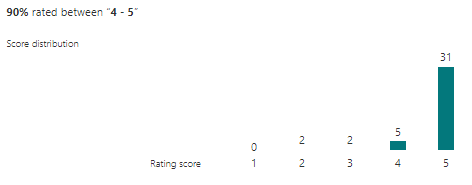 90% rated between "4 - 5"
Score distribution
31
5
2 2
0
Rating score 1 2 3 4 5